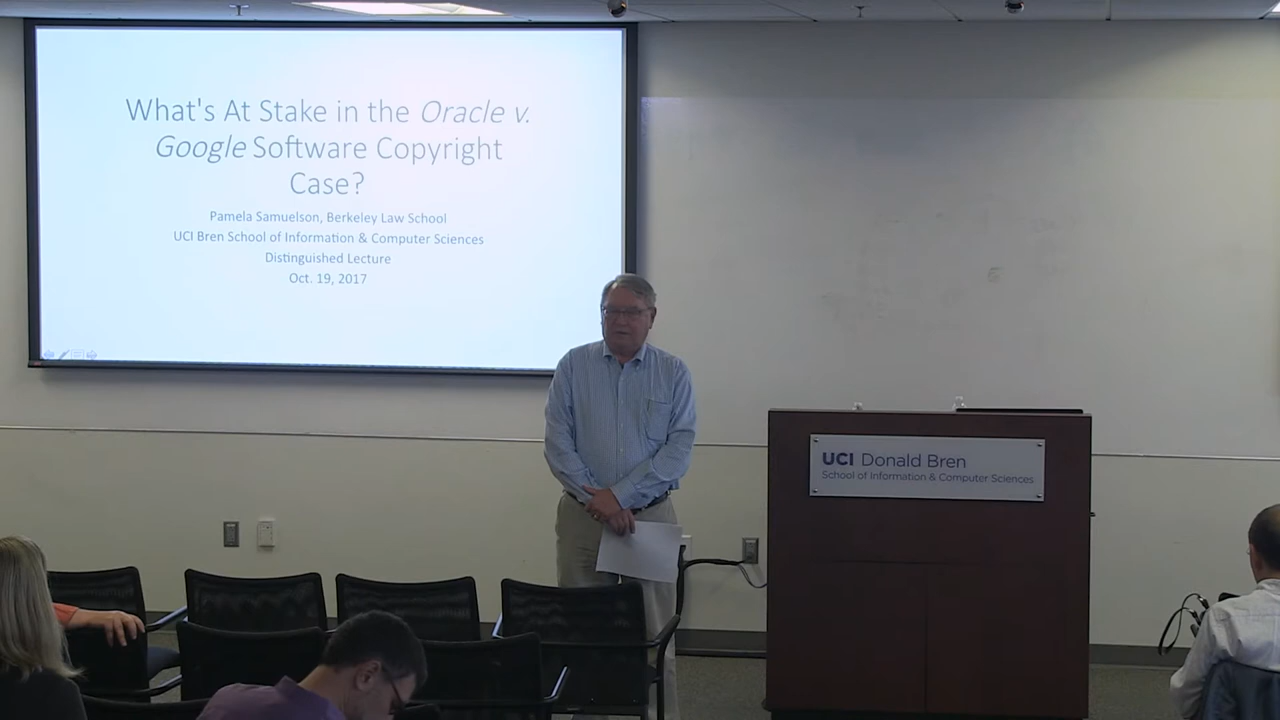 What's At Stake in the Oracle v.
Google Software Copyright
Case?
Pamela Samuelson, Berkeley Law School
UCI Bren School of Information & Computer Sciences
Distinguished Lecture
Oct. 19, 2017
UCI Donald Bren
School of Information & Computer Sciences